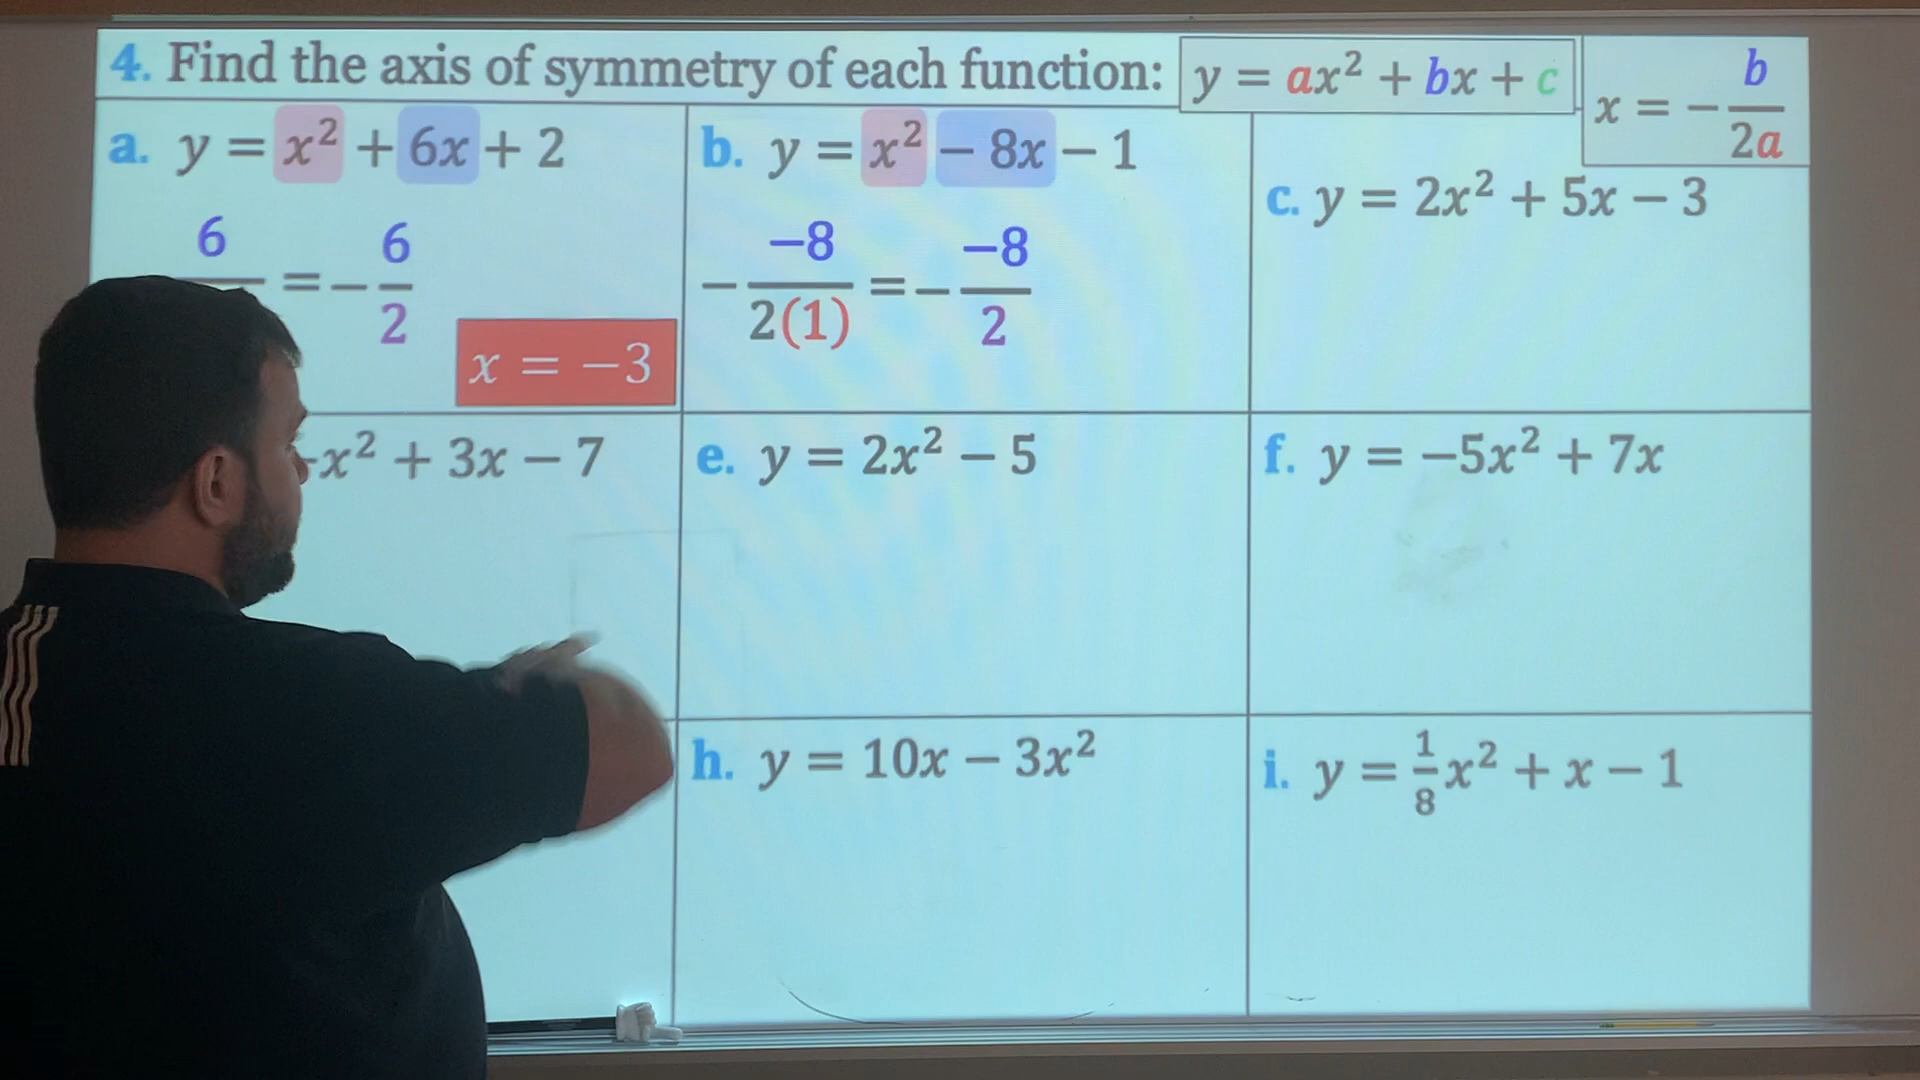 4. Find the axis of symmetry of each function:
y = ax² + bx + c
x = −b/2a
a. y = x² + 6x + 2
6
= −6/2
x = −3
b. y = x² − 8x − 1
−−8/2(1) = −−8/2
c. y = 2x² + 5x − 3
x² + 3x − 7
e. y = 2x² − 5
f. y = −5x² + 7x
h. y = 10x − 3x²
i. y = 1/8x² + x − 1